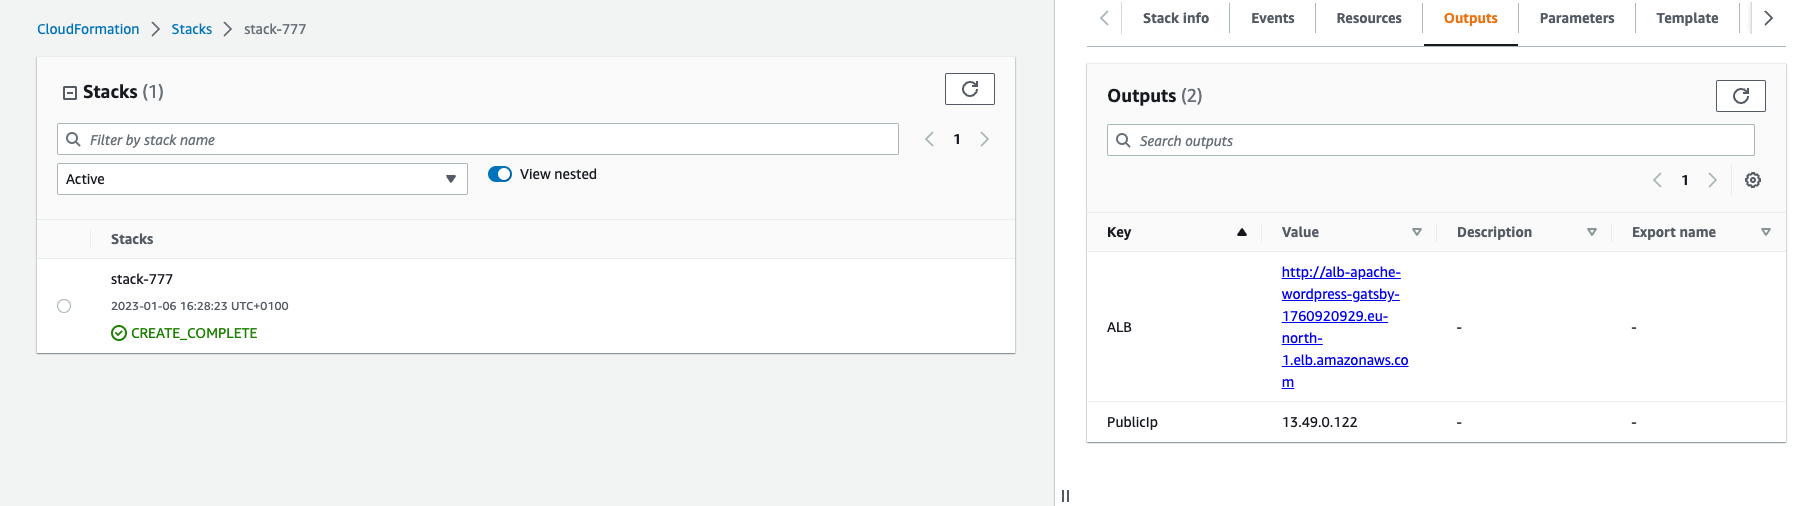 CloudFormation > Stacks > stack-777
Stacks (1)
Filter by stack name
1
Active
View nested
Stacks
stack-777
2023-01-06 16:28:23 UTC+0100
CREATE_COMPLETE
Stack info Events Resources Outputs Parameters Template
Outputs (2)
Search outputs
1
Key Value Description Export name
http://alb-apache-
wordpress-gatsby-
1760920929.eu-
ALB north- - -
1.elb.amazonaws.co
m
PublicIp 13.49.0.122 - -